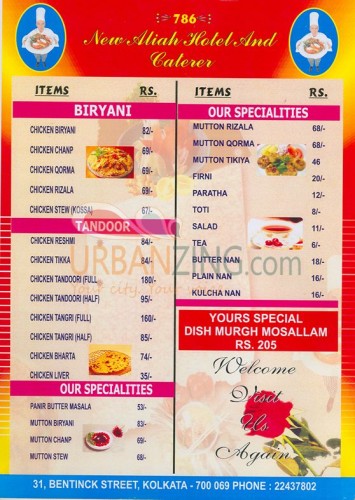 786
New Aliah Hotel And
Caterer
ITEMS RS.
BIRYANI
CHICKEN BIRYANI 82/-
CHICKEN CHANP 69/-
CHICKEN QORMA 69/-
CHICKEN RIZALA 69/-
CHICKEN STEW (KOSSA) 67/-
TANDOOR
CHICKEN RESHMI 84/-
CHICKEN TIKKA 84/-
CHICKEN TANDOORI (FULL) 180/-
CHICKEN TANDOORI (HALF) 95/-
CHICKEN TANGRI (FULL) 160/-
CHICKEN TANGRI (HALF) 85/-
CHICKEN BHARTA 74/-
CHICKEN LIVER 35/-
OUR SPECIALITIES
PANIR BUTTER MASALA 53/-
MUTTON BIRYANI 83/-
MUTTON CHANP 69/-
MUTTON STEW 68/-
ITEMS RS.
OUR SPECIALITIES
MUTTON RIZALA 68/-
MUTTON QORMA 68/-
MUTTON TIKIYA 46
FIRNI 20/-
PARATHA 12/-
TOTI 8/-
SALAD 11/-
TEA 6/-
BUTTER NAN 18/-
PLAIN NAN 16/-
KULCHA NAN 16/-
YOURS SPECIAL
DISH MURGH MOSALLAM
RS. 205
Welcome
Visit
Us
Again
URBANZING.com
your city. Your
31, BENTINCK STREET, KOLKATA - 700 069 PHONE : 22437802